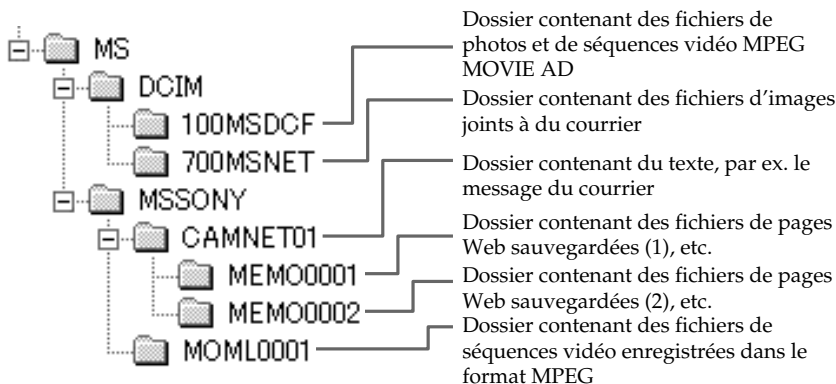 MS
DCIM
100MSDCF
700MSNET
MSSONY
CAMNET01
MEMO0001
MEMO0002
MOML0001
Dossier contenant des fichiers de
photos et de séquences vidéo MPEG
MOVIE AD
Dossier contenant des fichiers d'images
joints à du courrier
Dossier contenant du texte, par ex. le
message du courrier
Dossier contenant des fichiers de pages
Web sauvegardées (1), etc.
Dossier contenant des fichiers de pages
Web sauvegardées (2), etc.
Dossier contenant des fichiers de
séquences vidéo enregistrées dans le
format MPEG